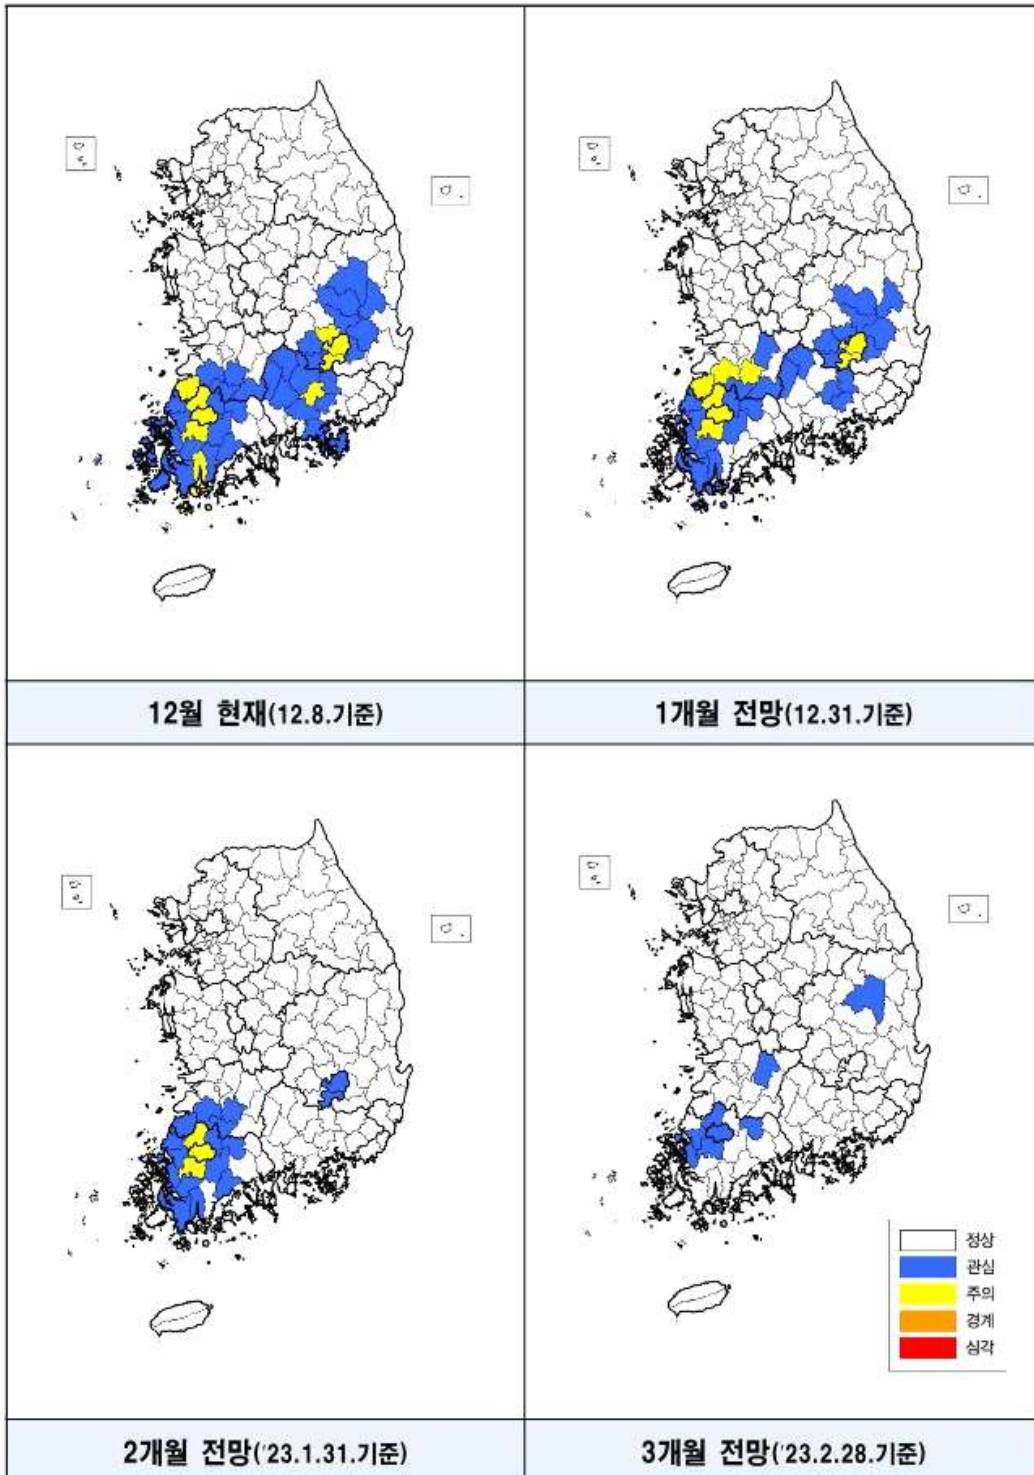 12월 현재(12.8.기준)
1개월 전망(12.31.기준)
정상
관심
주의
경계
심각
2개월 전망('23.1.31.기준)
3개월 전망('23.2.28.기준)